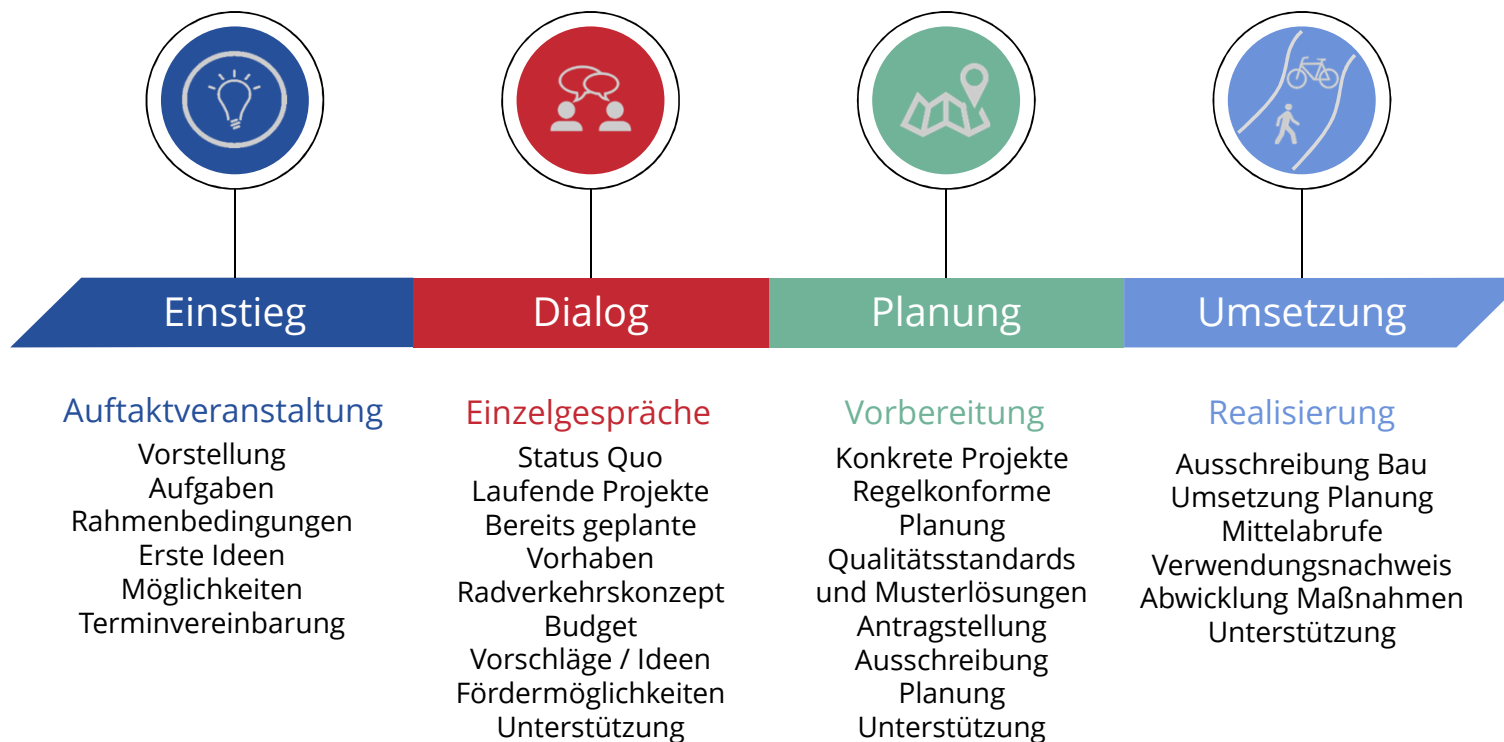 Einstieg
Dialog
Planung
Umsetzung
Auftaktveranstaltung
Vorstellung
Aufgaben
Rahmenbedingungen
Erste Ideen
Möglichkeiten
Terminvereinbarung
Einzelgespräche
Status Quo
Laufende Projekte
Bereits geplante
Vorhaben
Radverkehrskonzept
Budget
Vorschläge / Ideen
Fördermöglichkeiten
Unterstützung
Vorbereitung
Konkrete Projekte
Regelkonforme
Planung
Qualitätsstandards
und Musterlösungen
Antragstellung
Ausschreibung
Planung
Unterstützung
Realisierung
Ausschreibung Bau
Umsetzung Planung
Mittelabrufe
Verwendungsnachweis
Abwicklung Maßnahmen
Unterstützung